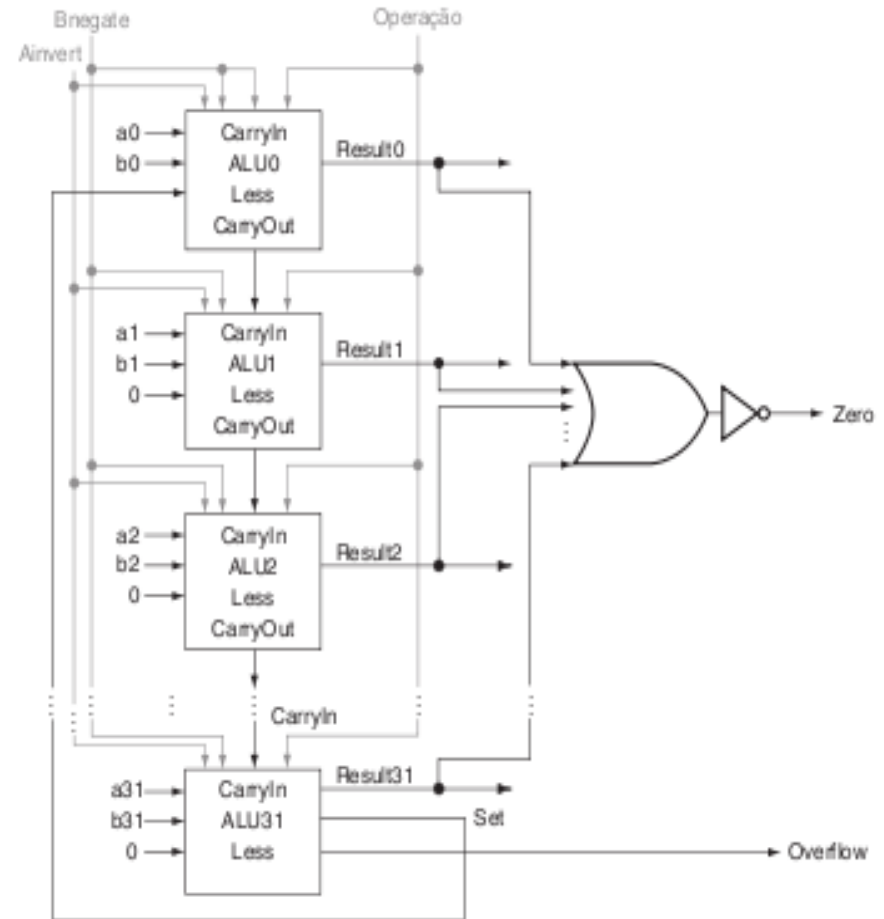 Bnegate
Operação
Ainvert
a0
b0
CarryIn
ALU0
Less
CarryOut
Result0
a1
b1
0
CarryIn
ALU1
Less
CarryOut
Result1
Zero
a2
b2
0
CarryIn
ALU2
Less
CarryOut
Result2
CarryIn
a31
b31
0
CarryIn
ALU31
Less
Result31
Set
Overflow